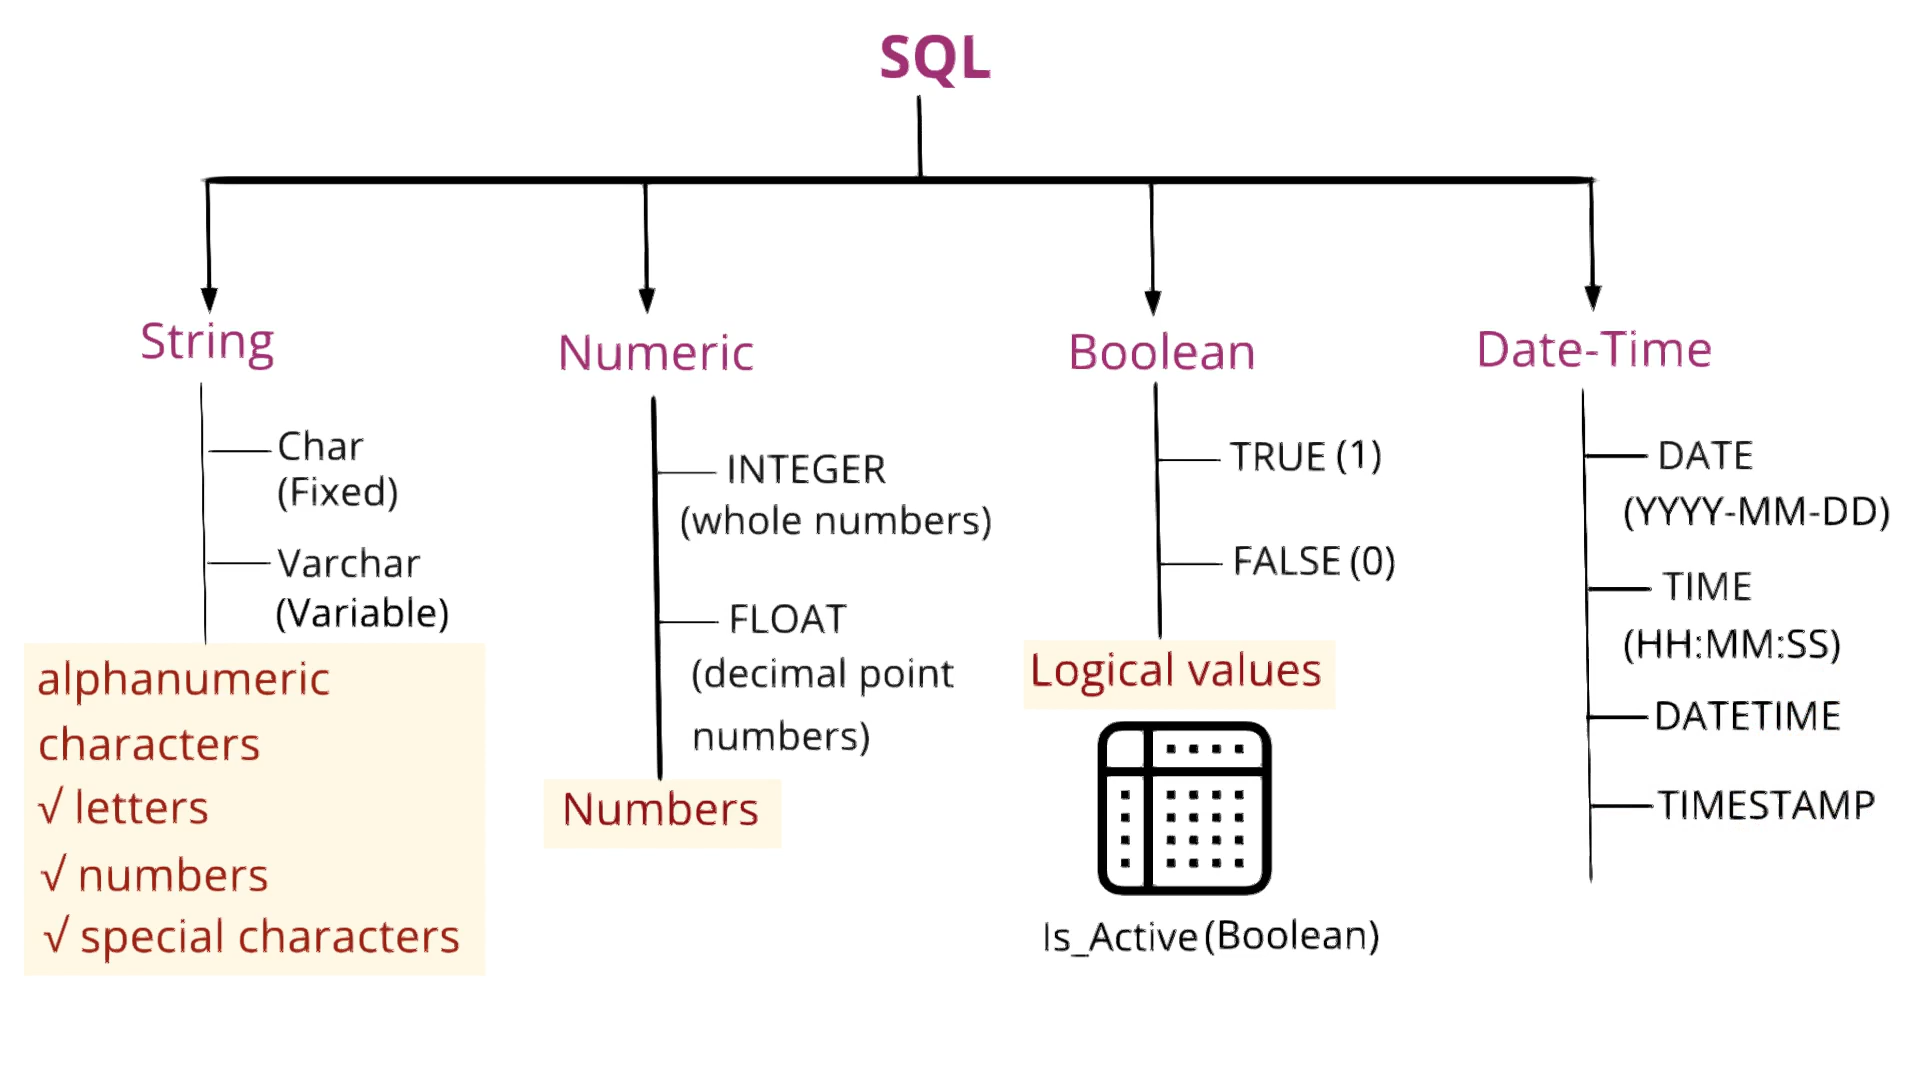 SQL
String
Char
(Fixed)
Varchar
(Variable)
alphanumeric
characters
√ letters
√ numbers
√ special characters
Numeric
INTEGER
(whole numbers)
FLOAT
(decimal point
numbers)
Numbers
Boolean
TRUE (1)
FALSE (0)
Logical values
Is_Active (Boolean)
Date-Time
DATE
(YYYY-MM-DD)
TIME
(HH:MM:SS)
DATETIME
TIMESTAMP